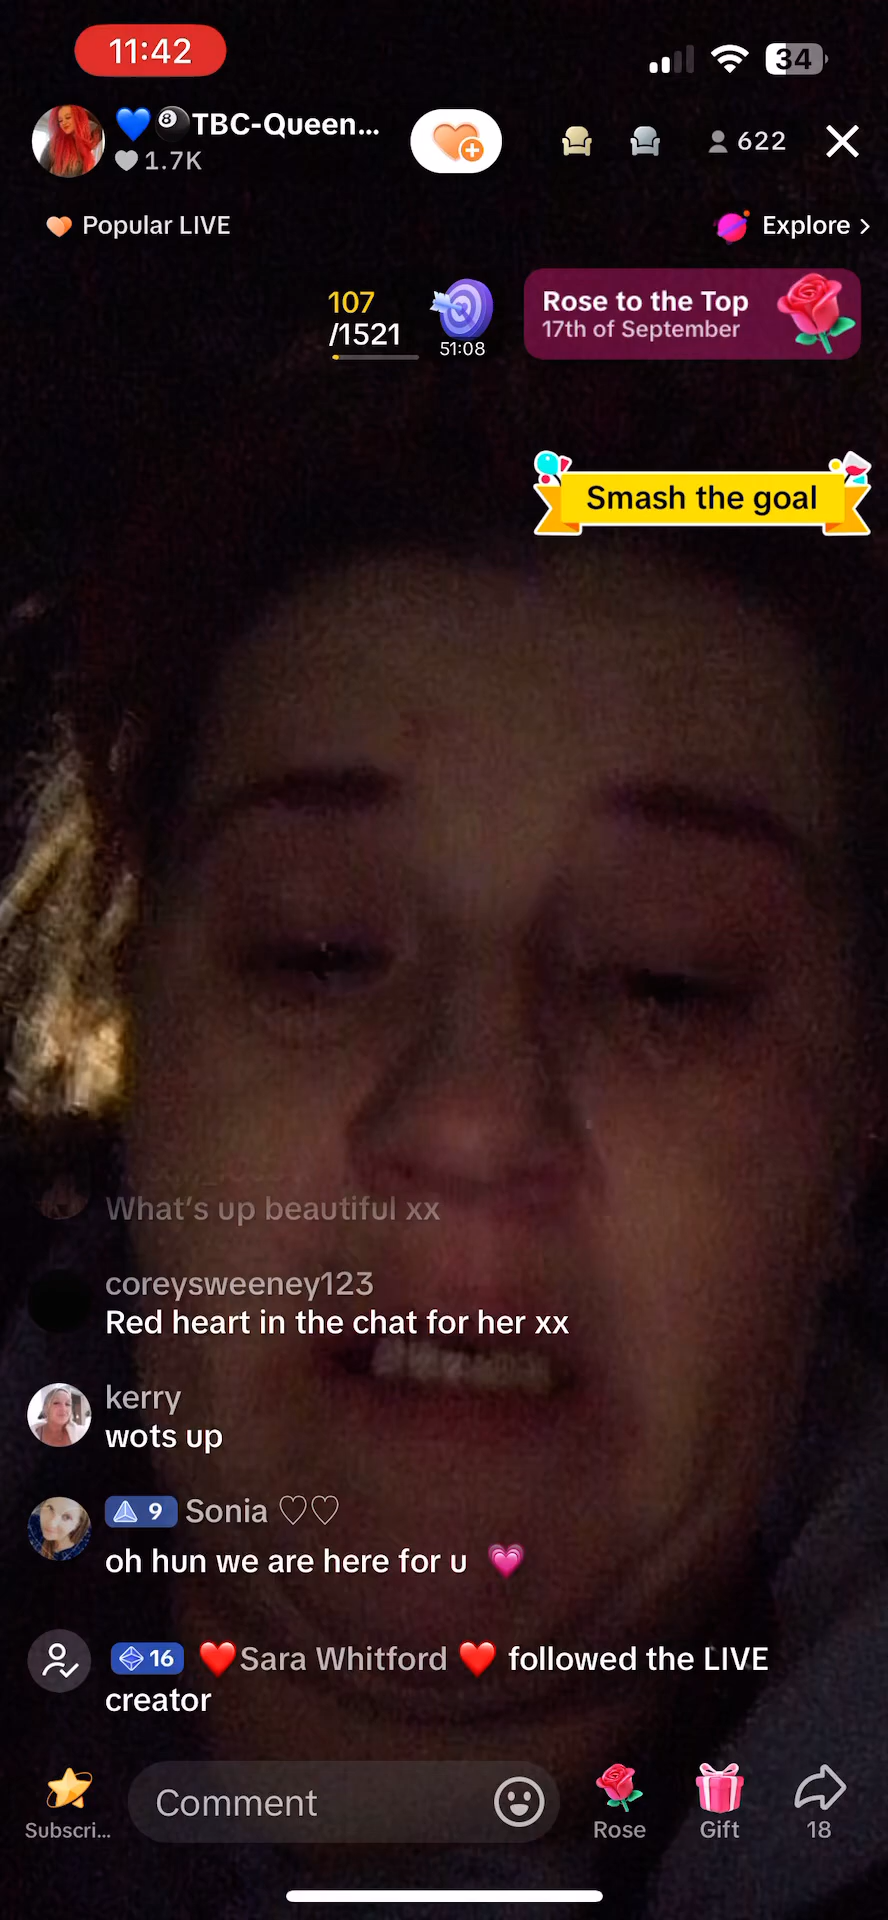 11:42
34
💙🎱TBC-Queen...
1.7K
622
Popular LIVE
Explore >
107
/1521
51:08
Rose to the Top
17th of September
Smash the goal
What's up beautiful xx
coreysweeney123
Red heart in the chat for her xx
kerry
wots up
9 Sonia ♡♡
oh hun we are here for u 💗
16 ❤️Sara Whitford ❤️ followed the LIVE
creator
Comment
Subscri...
Rose
Gift
18